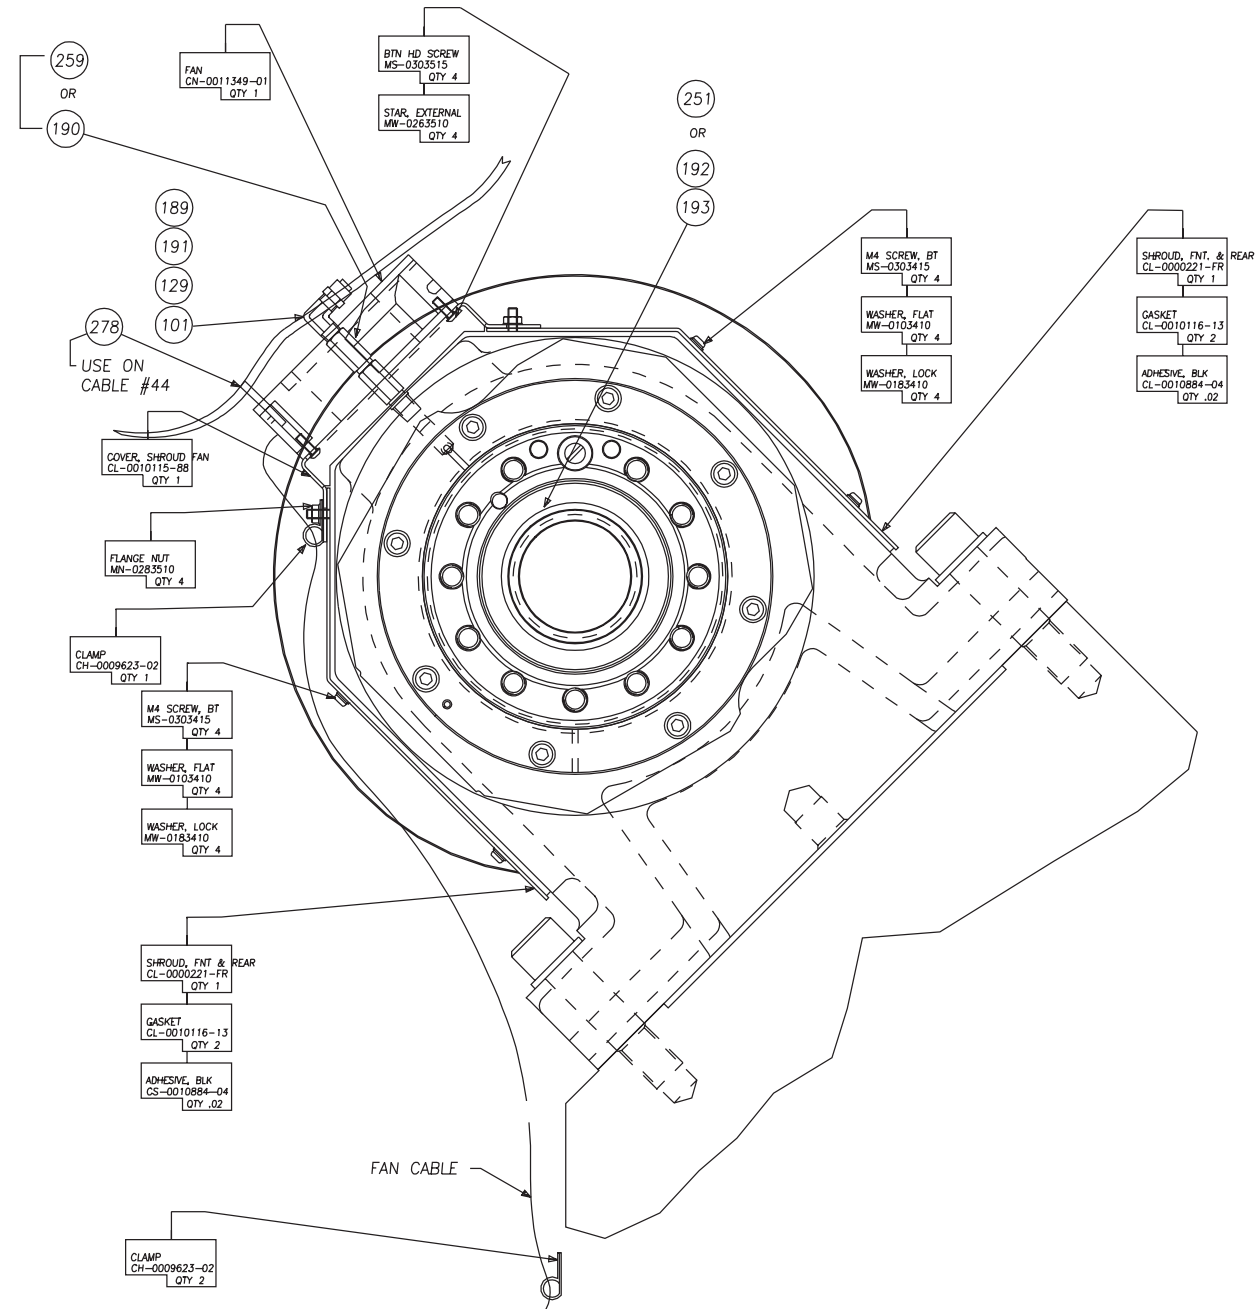 259
OR
190
FAN
CN-0011349-01
QTY 1
BTN HD SCREW
MS-0303515
QTY 4
STAR, EXTERNAL
MW-0263510
QTY 4
251
OR
192
193
189
191
129
101
278
USE ON
CABLE #44
M4 SCREW, BT
MS-0303415
QTY 4
WASHER, FLAT
MW-0103410
QTY 4
WASHER, LOCK
MW-0183410
QTY 4
SHROUD, FNT. & REAR
CL-0000221-FR
QTY 1
GASKET
CL-0010116-13
QTY 2
ADHESIVE, BLK
CL-0010884-04
QTY .02
COVER, SHROUD FAN
CL-0010115-88
QTY 1
FLANGE NUT
MN-0283510
QTY 4
CLAMP
CH-0009623-02
QTY 1
M4 SCREW, BT
MS-0303415
QTY 4
WASHER, FLAT
MW-0103410
QTY 4
WASHER, LOCK
MW-0183410
QTY 4
SHROUD, FNT & REAR
CL-0000221-FR
QTY 1
GASKET
CL-0010116-13
QTY 2
ADHESIVE, BLK
CS-0010884-04
QTY .02
FAN CABLE
CLAMP
CH-0009623-02
QTY 2